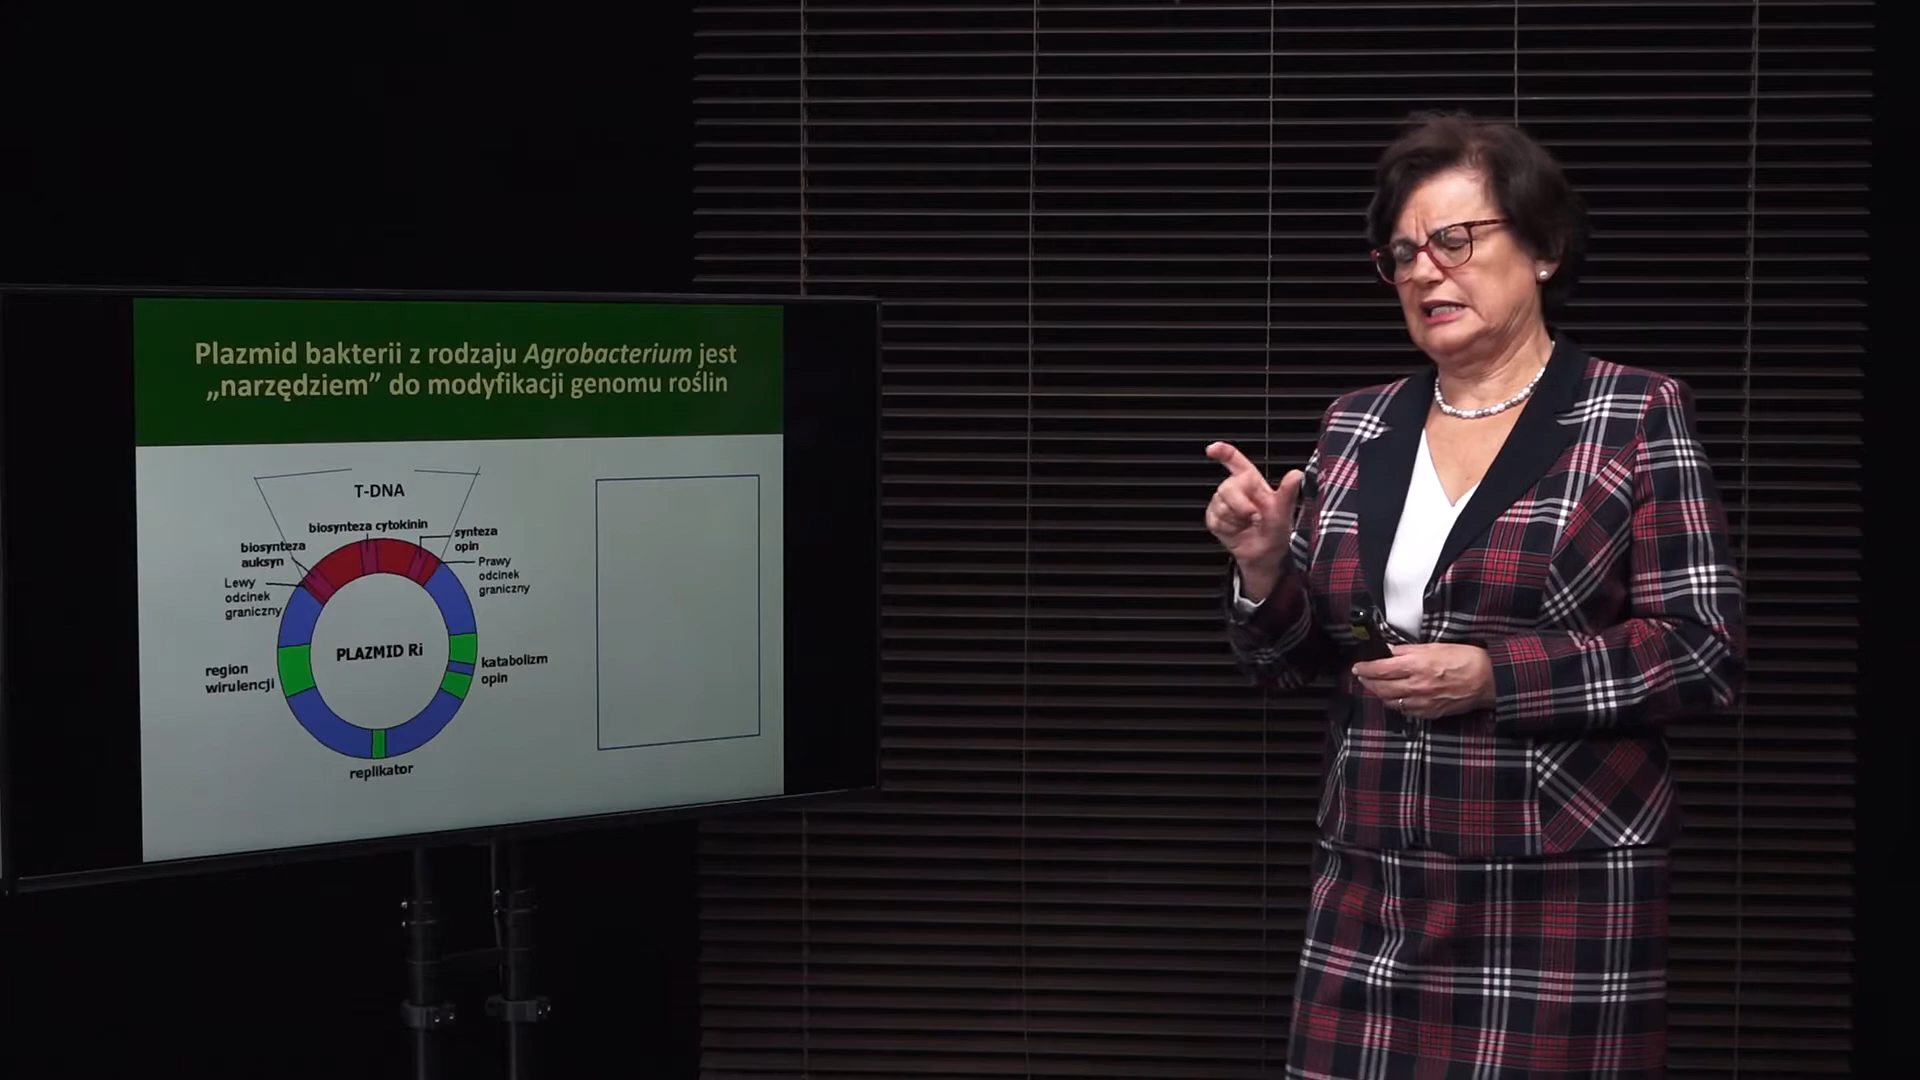 Plazmid bakterii z rodzaju Agrobacterium jest
„narzędziem” do modyfikacji genomu roślin
T-DNA
biosynteza cytokinin
biosynteza
auksyn
synteza
opin
Lewy
odcinek
graniczny
Prawy
odcinek
graniczny
PLAZMID Ri
region
wirulencji
katabolizm
opin
replikator